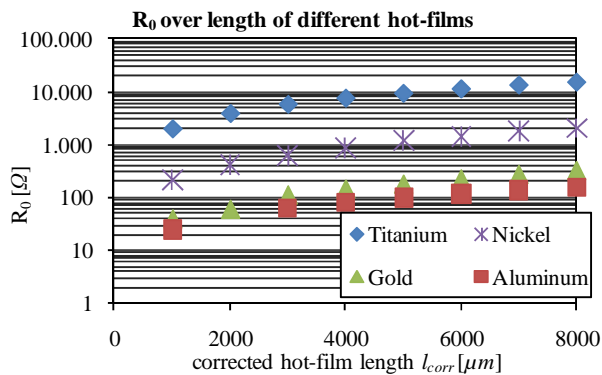 R₀ over length of different hot-films
100.000
10.000
1.000
100
10
1
R₀ [Ω]
Titanium
Nickel
Gold
Aluminum
0 2000 4000 6000 8000
corrected hot-film length l_corr [µm]